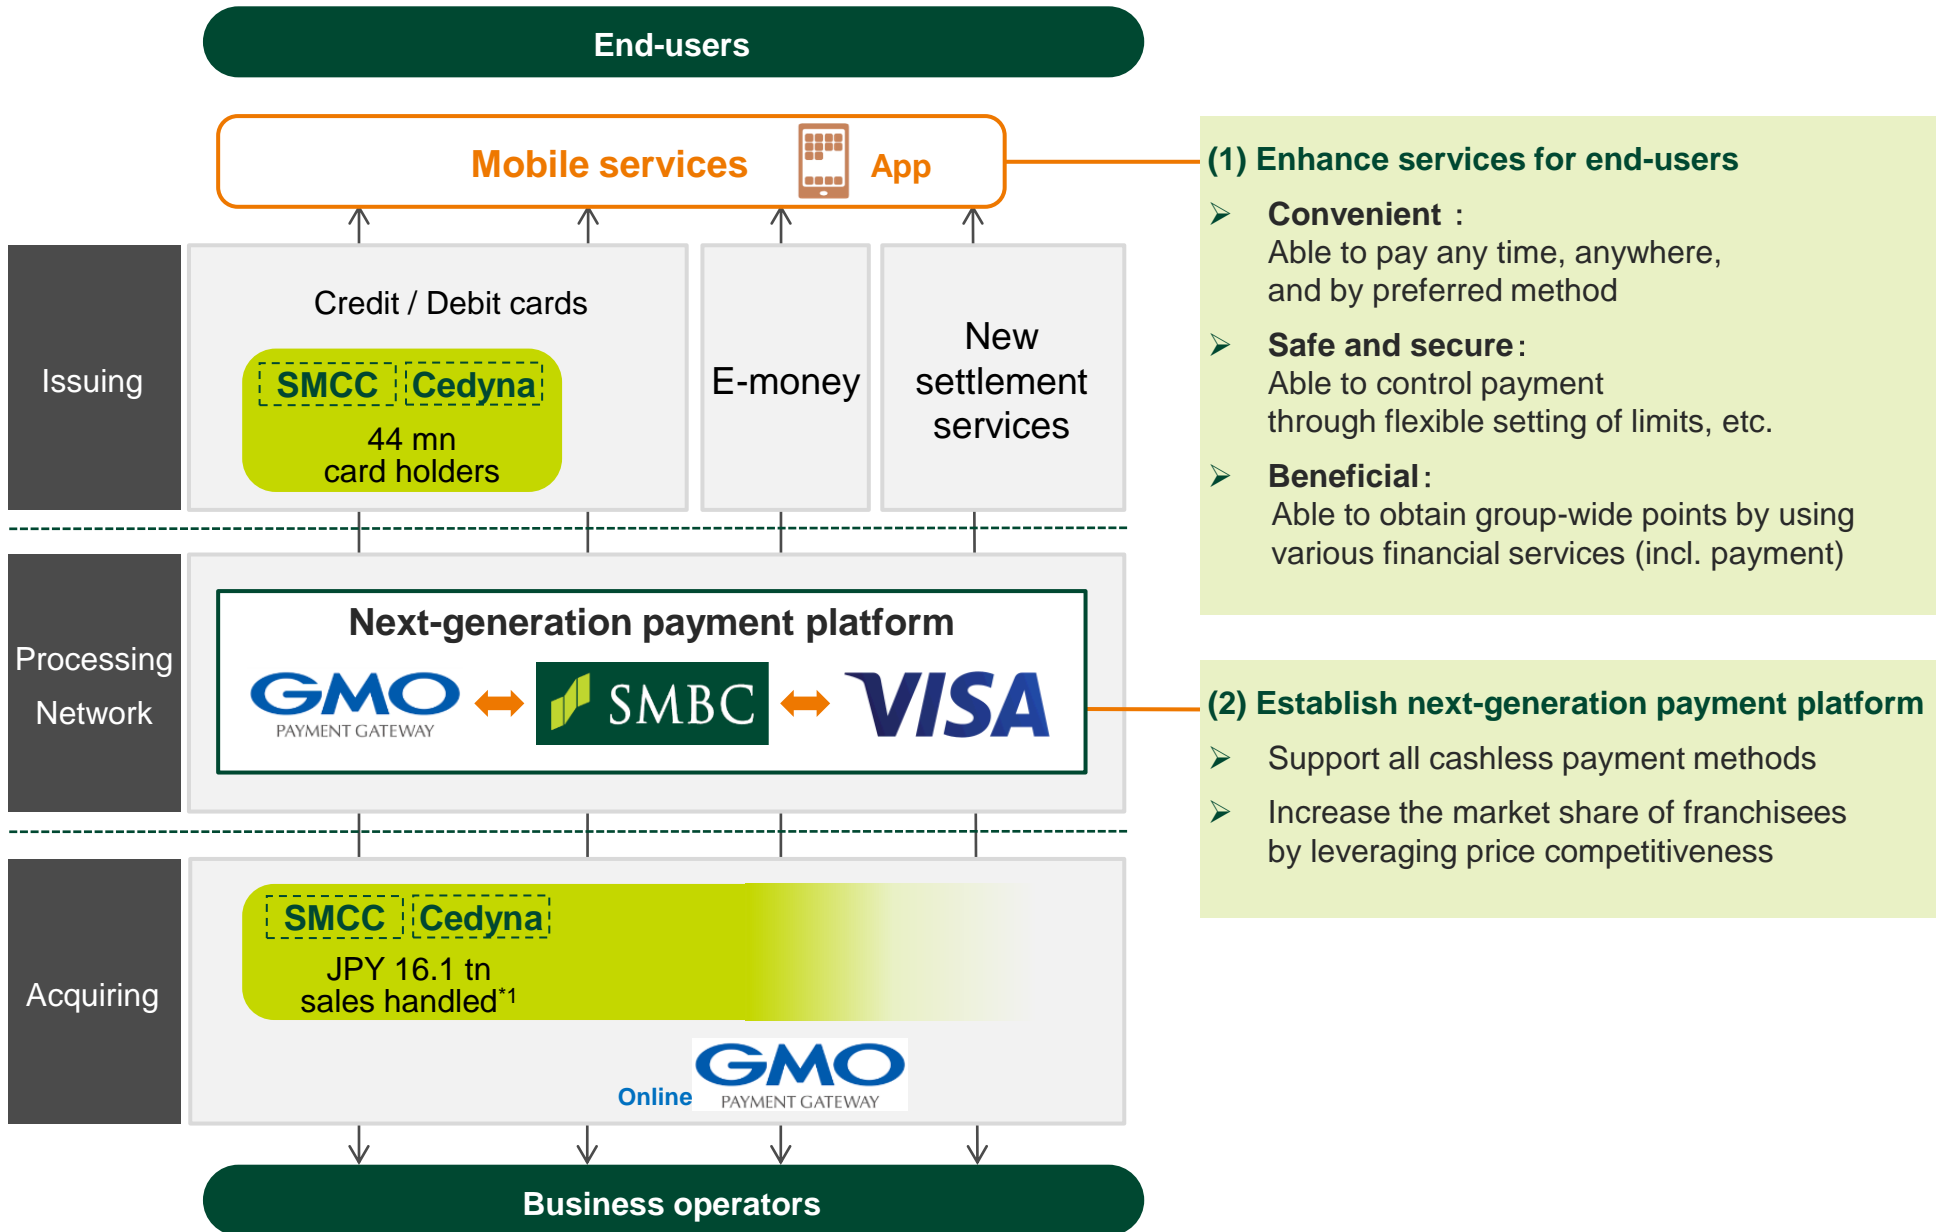 End-users
Mobile services
App
Issuing
Credit / Debit cards
SMCC Cedyna
44 mn
card holders
E-money
New
settlement
services
Processing
Network
Next-generation payment platform
GMO
PAYMENT GATEWAY
SMBC
VISA
Acquiring
SMCC Cedyna
JPY 16.1 tn
sales handled*1
Online
GMO
PAYMENT GATEWAY
Business operators
(1) Enhance services for end-users
➢ Convenient :
Able to pay any time, anywhere,
and by preferred method
➢ Safe and secure:
Able to control payment
through flexible setting of limits, etc.
➢ Beneficial:
Able to obtain group-wide points by using
various financial services (incl. payment)
(2) Establish next-generation payment platform
➢ Support all cashless payment methods
➢ Increase the market share of franchisees
by leveraging price competitiveness